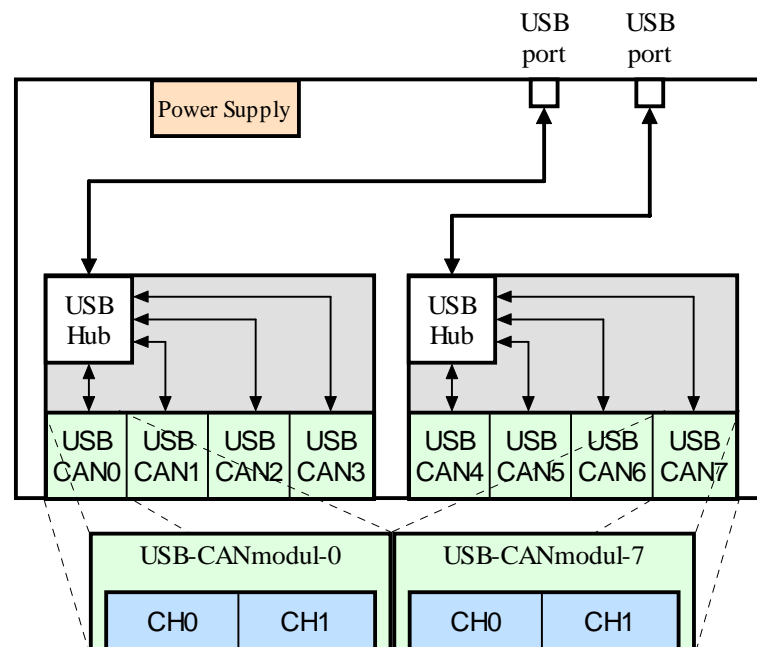 USB
port
USB
port
Power Supply
USB
Hub
USB
Hub
USB
CAN0
USB
CAN1
USB
CAN2
USB
CAN3
USB
CAN4
USB
CAN5
USB
CAN6
USB
CAN7
USB-CANmodul-0
USB-CANmodul-7
CH0
CH1
CH0
CH1